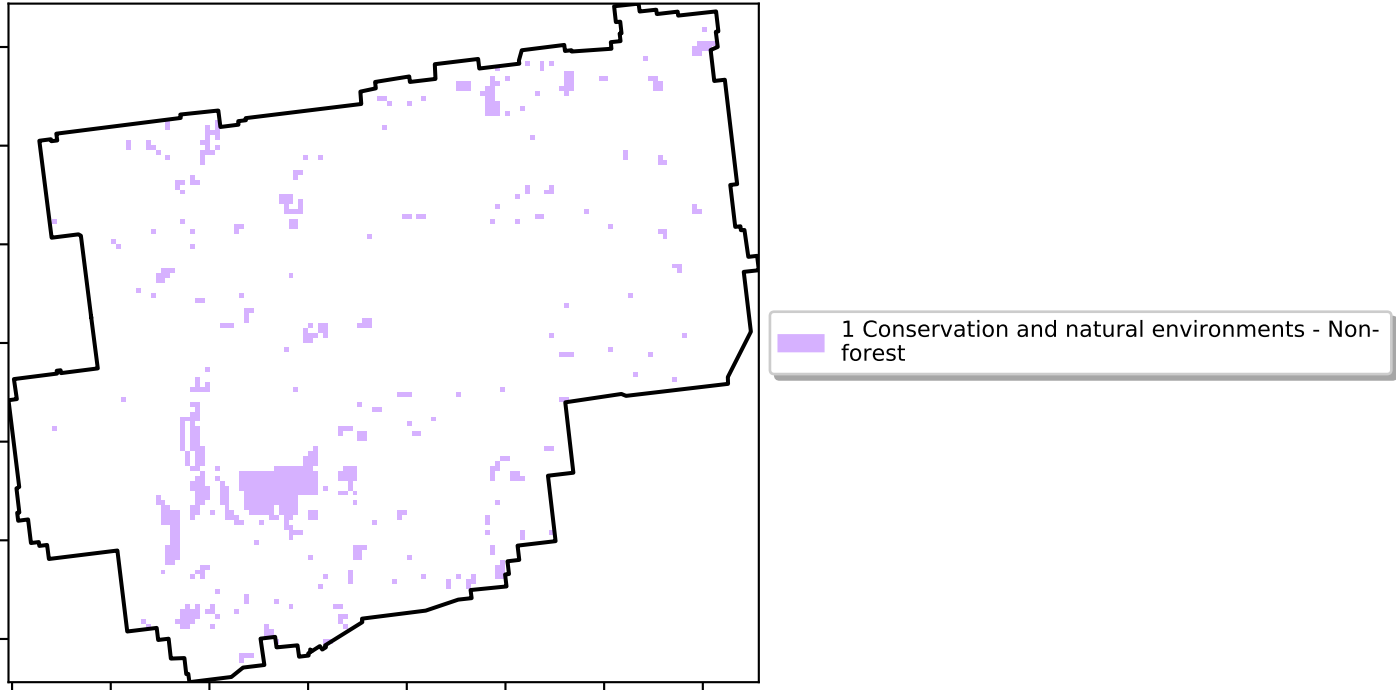 1 Conservation and natural environments - Non-
forest